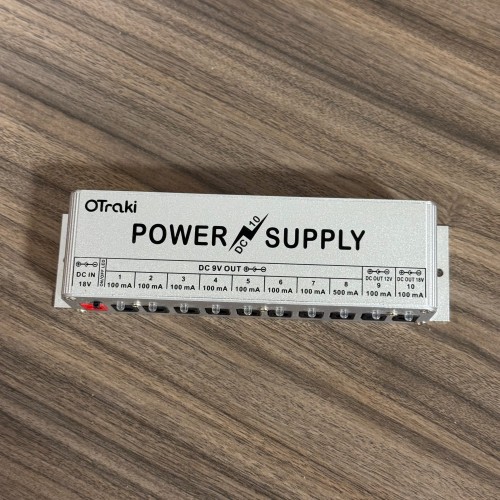 OTraki
POWER DC 10 SUPPLY
DC 9V OUT
DC IN
18V
ON/OFF LED
1
100 mA
2
100 mA
3
100 mA
4
100 mA
5
100 mA
6
100 mA
7
100 mA
8
500 mA
DC OUT 12V
9
100 mA
DC OUT 18V
10
100 mA